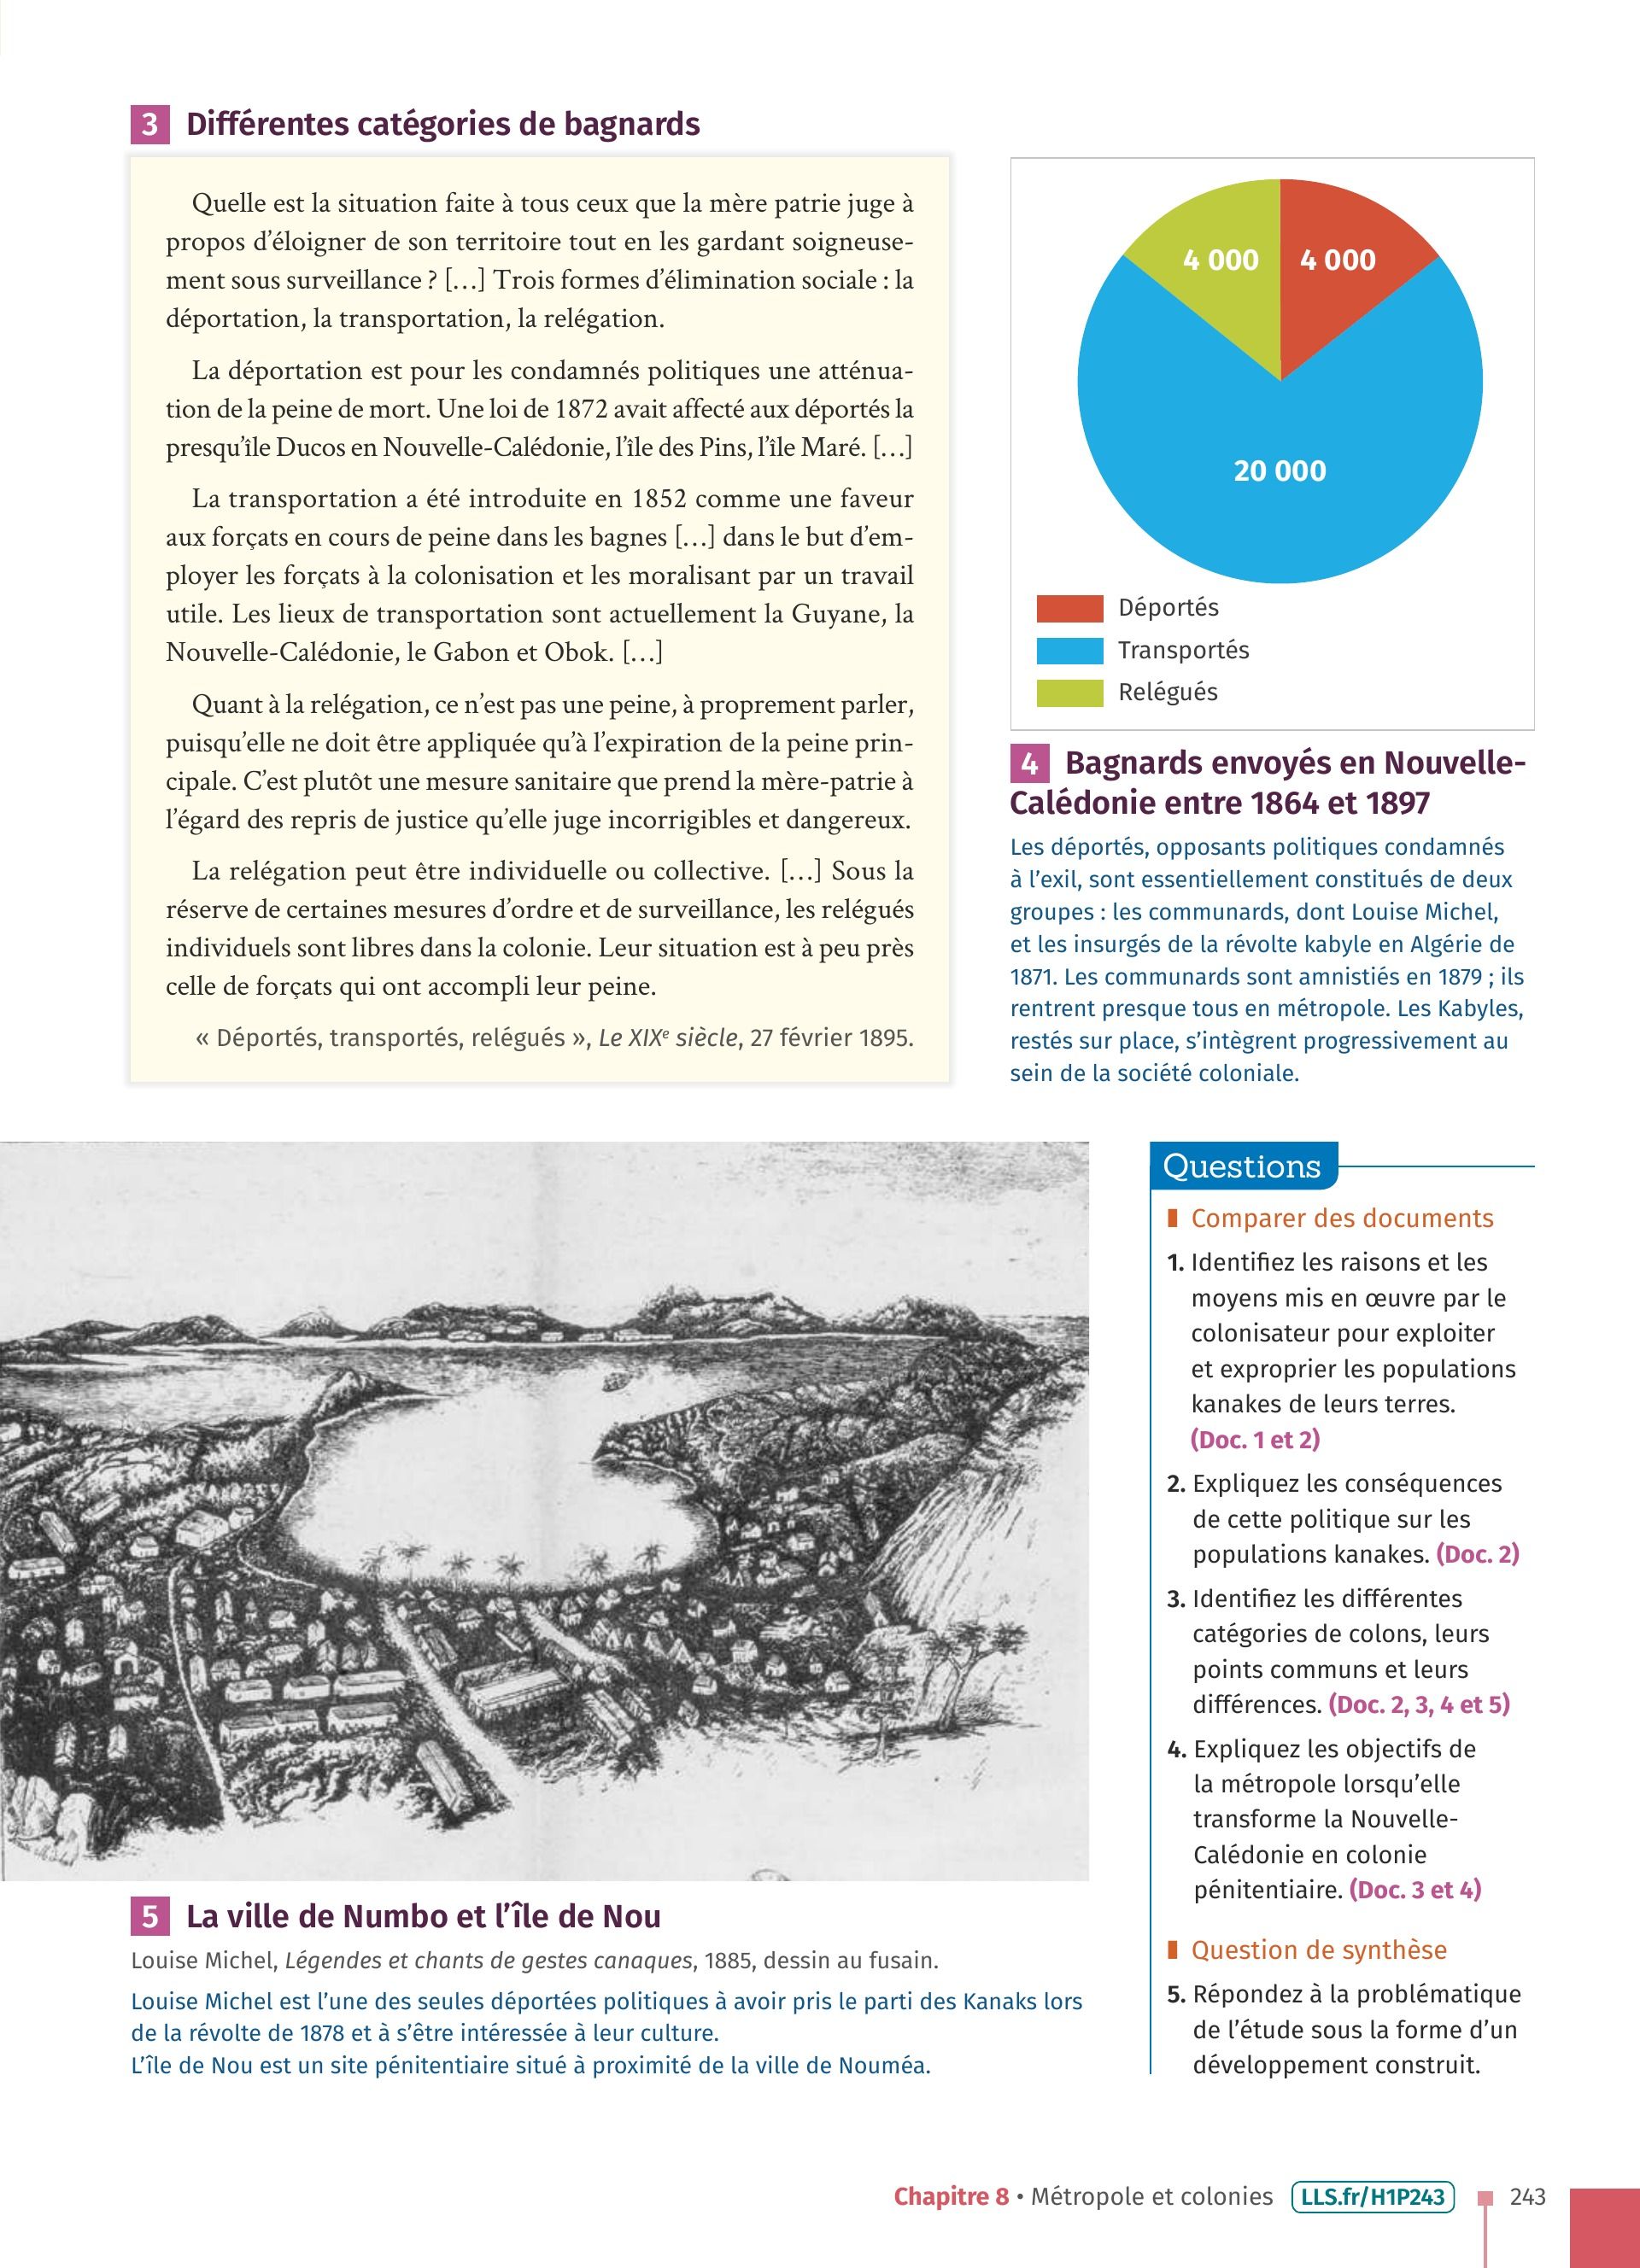 3 Différentes catégories de bagnards
Quelle est la situation faite à tous ceux que la mère patrie juge à
propos d’éloigner de son territoire tout en les gardant soigneuse-
ment sous surveillance ? […] Trois formes d’élimination sociale : la
déportation, la transportation, la relégation.
La déportation est pour les condamnés politiques une atténua-
tion de la peine de mort. Une loi de 1872 avait affecté aux déportés la
presqu’île Ducos en Nouvelle-Calédonie, l’île des Pins, l’île Maré. […]
La transportation a été introduite en 1852 comme une faveur
aux forçats en cours de peine dans les bagnes […] dans le but d’em-
ployer les forçats à la colonisation et les moralisant par un travail
utile. Les lieux de transportation sont actuellement la Guyane, la
Nouvelle-Calédonie, le Gabon et Obok. […]
Quant à la relégation, ce n’est pas une peine, à proprement parler,
puisqu’elle ne doit être appliquée qu’à l’expiration de la peine prin-
cipale. C’est plutôt une mesure sanitaire que prend la mère-patrie à
l’égard des repris de justice qu’elle juge incorrigibles et dangereux.
La relégation peut être individuelle ou collective. […] Sous la
réserve de certaines mesures d’ordre et de surveillance, les relégués
individuels sont libres dans la colonie. Leur situation est à peu près
celle de forçats qui ont accompli leur peine.
« Déportés, transportés, relégués », Le XIXe siècle, 27 février 1895.
4 000
4 000
20 000
Déportés
Transportés
Relégués
4 Bagnards envoyés en Nouvelle-
Calédonie entre 1864 et 1897
Les déportés, opposants politiques condamnés
à l’exil, sont essentiellement constitués de deux
groupes : les communards, dont Louise Michel,
et les insurgés de la révolte kabyle en Algérie de
1871. Les communards sont amnistiés en 1879 ; ils
rentrent presque tous en métropole. Les Kabyles,
restés sur place, s’intègrent progressivement au
sein de la société coloniale.
5 La ville de Numbo et l’île de Nou
Louise Michel, Légendes et chants de gestes canaques, 1885, dessin au fusain.
Louise Michel est l’une des seules déportées politiques à avoir pris le parti des Kanaks lors
de la révolte de 1878 et à s’être intéressée à leur culture.
L’île de Nou est un site pénitentiaire situé à proximité de la ville de Nouméa.
Questions
Comparer des documents
1. Identifiez les raisons et les
moyens mis en œuvre par le
colonisateur pour exploiter
et exproprier les populations
kanakes de leurs terres.
(Doc. 1 et 2)
2. Expliquez les conséquences
de cette politique sur les
populations kanakes. (Doc. 2)
3. Identifiez les différentes
catégories de colons, leurs
points communs et leurs
différences. (Doc. 2, 3, 4 et 5)
4. Expliquez les objectifs de
la métropole lorsqu’elle
transforme la Nouvelle-
Calédonie en colonie
pénitentiaire. (Doc. 3 et 4)
Question de synthèse
5. Répondez à la problématique
de l’étude sous la forme d’un
développement construit.
Chapitre 8 • Métropole et colonies LLS.fr/H1P243 243